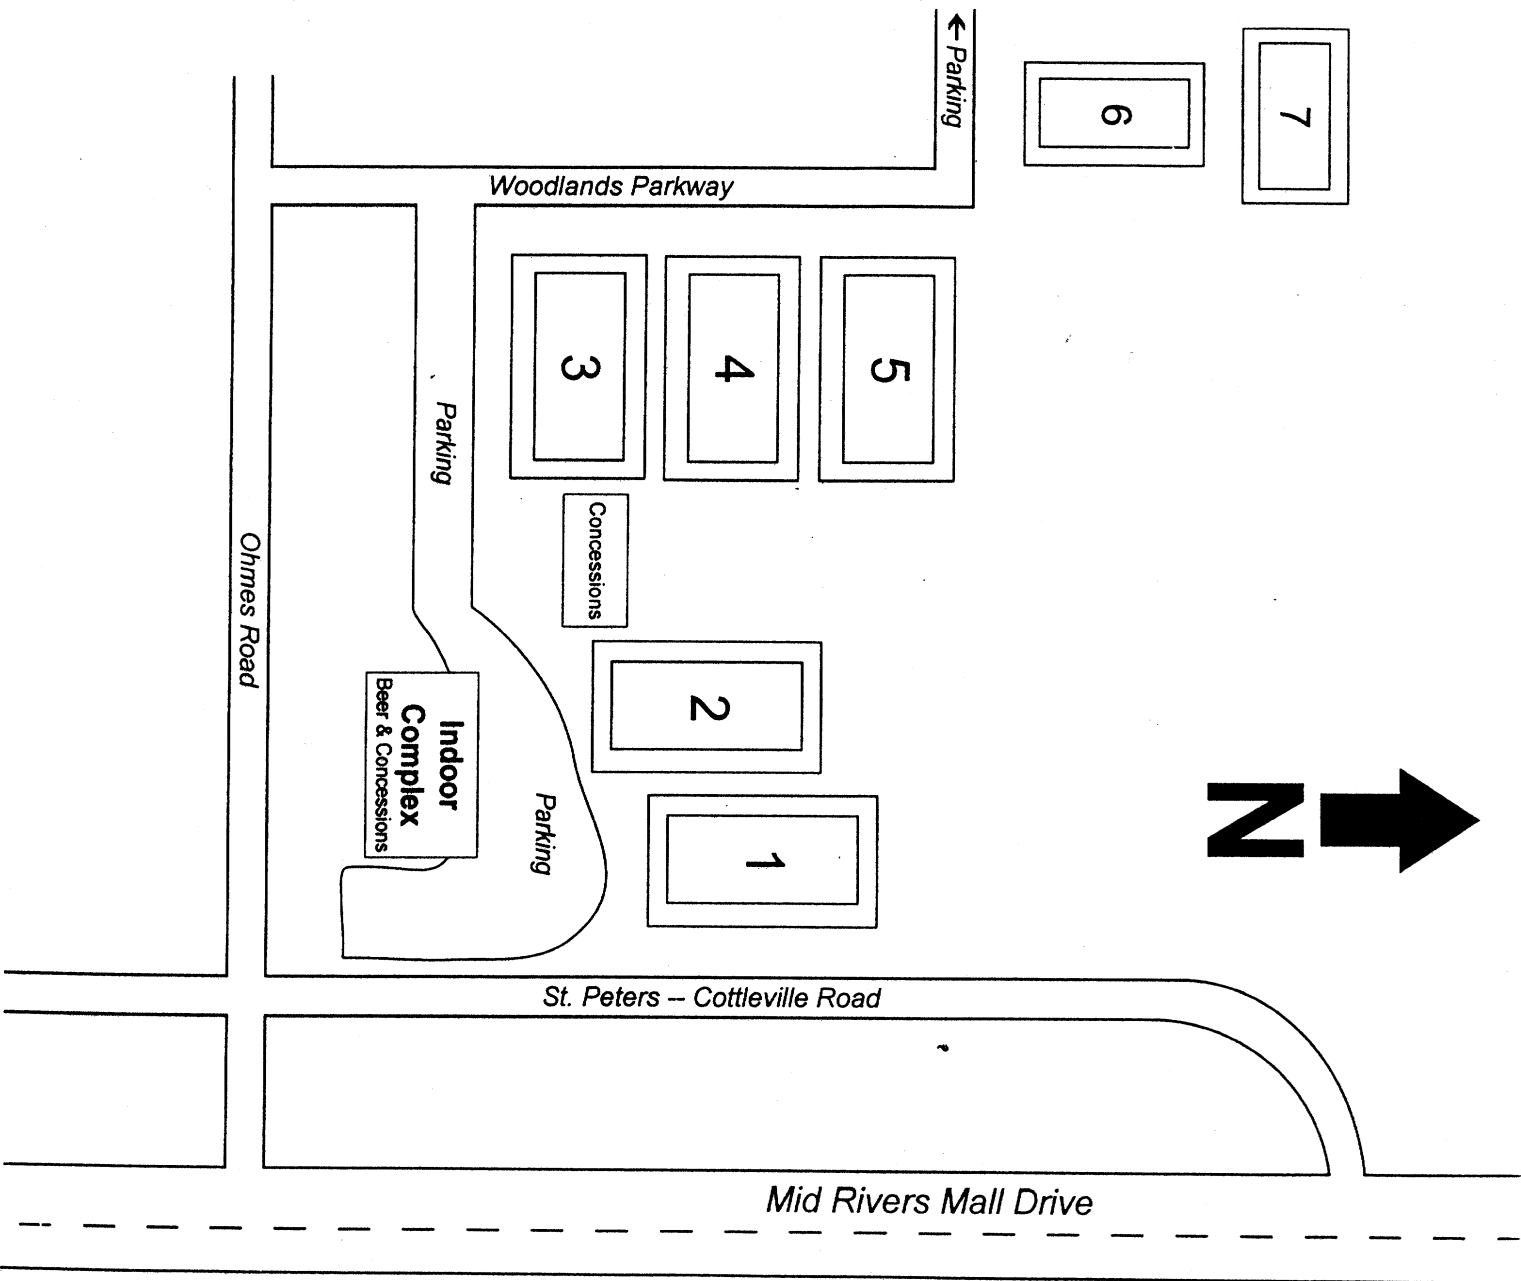 ← Parking
7
6
Woodlands Parkway
3
4
5
Parking
Concessions
Ohmes Road
2
Indoor
Complex
Beer & Concessions
Parking
1
N
St. Peters – Cottleville Road
Mid Rivers Mall Drive